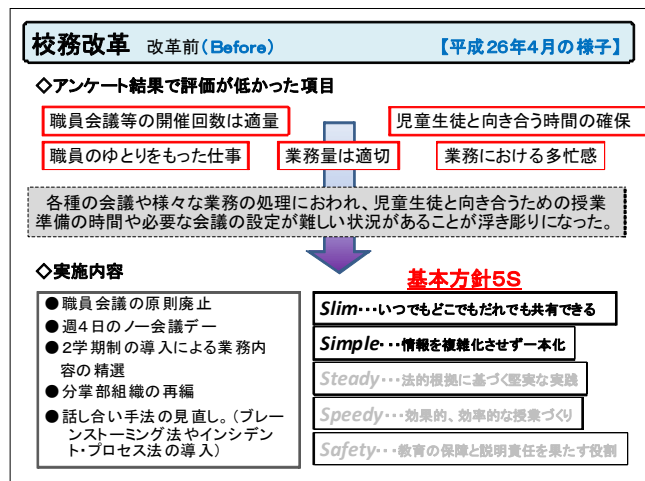 校務改革 改革前(Before) 【平成26年4月の様子】
◇アンケート結果で評価が低かった項目
職員会議等の開催回数は適量
児童生徒と向き合う時間の確保
職員のゆとりをもった仕事
業務量は適切
業務における多忙感
各種の会議や様々な業務の処理におわれ、児童生徒と向き合うための授業
準備の時間や必要な会議の設定が難しい状況があることが浮き彫りになった。
◇実施内容
●職員会議の原則廃止
●週4日のノー会議デー
●2学期制の導入による業務内
容の精選
●分掌部組織の再編
●話し合い手法の見直し。(ブレー
ンストーミング法やインシデン
ト・プロセス法の導入)
基本方針5S
Slim･･･いつでもどこでもだれでも共有できる
Simple･･･情報を複雑化させず一本化
Steady･･･法的根拠に基づく堅実な実践
Speedy･･･効果的、効率的な授業づくり
Safety･･･教育の保障と説明責任を果たす役割